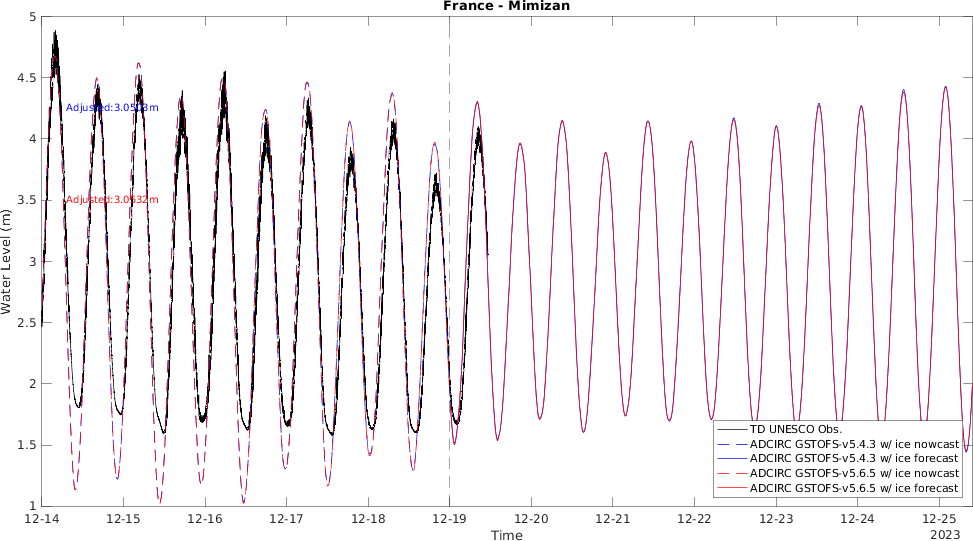 France - Mimizan
Water Level (m)
5
4.5
4
3.5
3
2.5
2
1.5
1
Adjusted:3.0503m
Adjusted:3.0632m
TD UNESCO Obs.
ADCIRC GSTOFS-v5.4.3 w/ ice nowcast
ADCIRC GSTOFS-v5.4.3 w/ ice forecast
ADCIRC GSTOFS-v5.6.5 w/ ice nowcast
ADCIRC GSTOFS-v5.6.5 w/ ice forecast
12-14 12-15 12-16 12-17 12-18 12-19 12-20 12-21 12-22 12-23 12-24 12-25
2023
Time